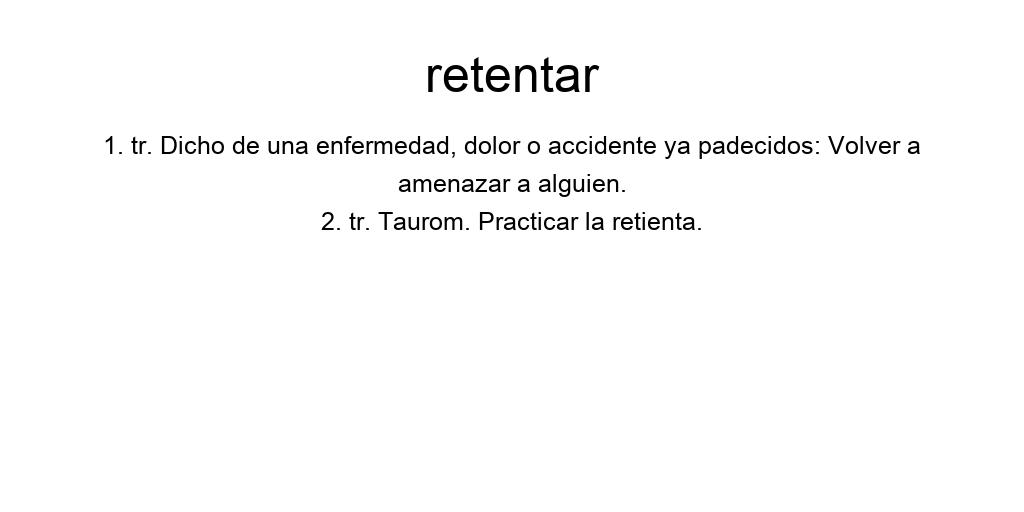 retentar
1. tr. Dicho de una enfermedad, dolor o accidente ya padecidos: Volver a
amenazar a alguien.
2. tr. Taurom. Practicar la retienta.